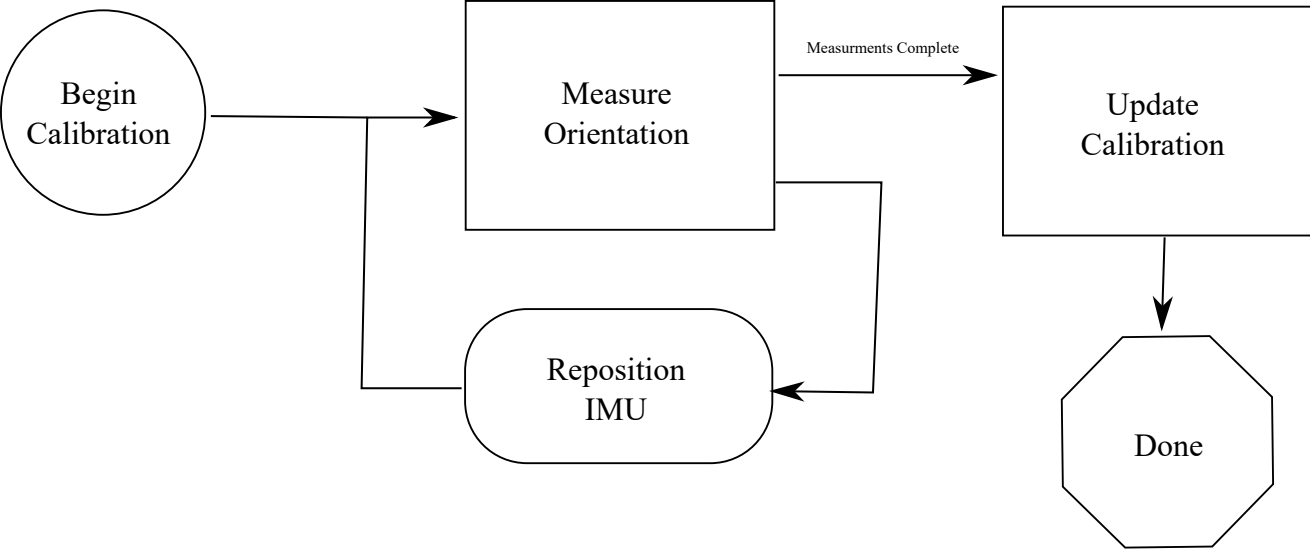 Begin
Calibration
Measure
Orientation
Measurments Complete
Update
Calibration
Reposition
IMU
Done